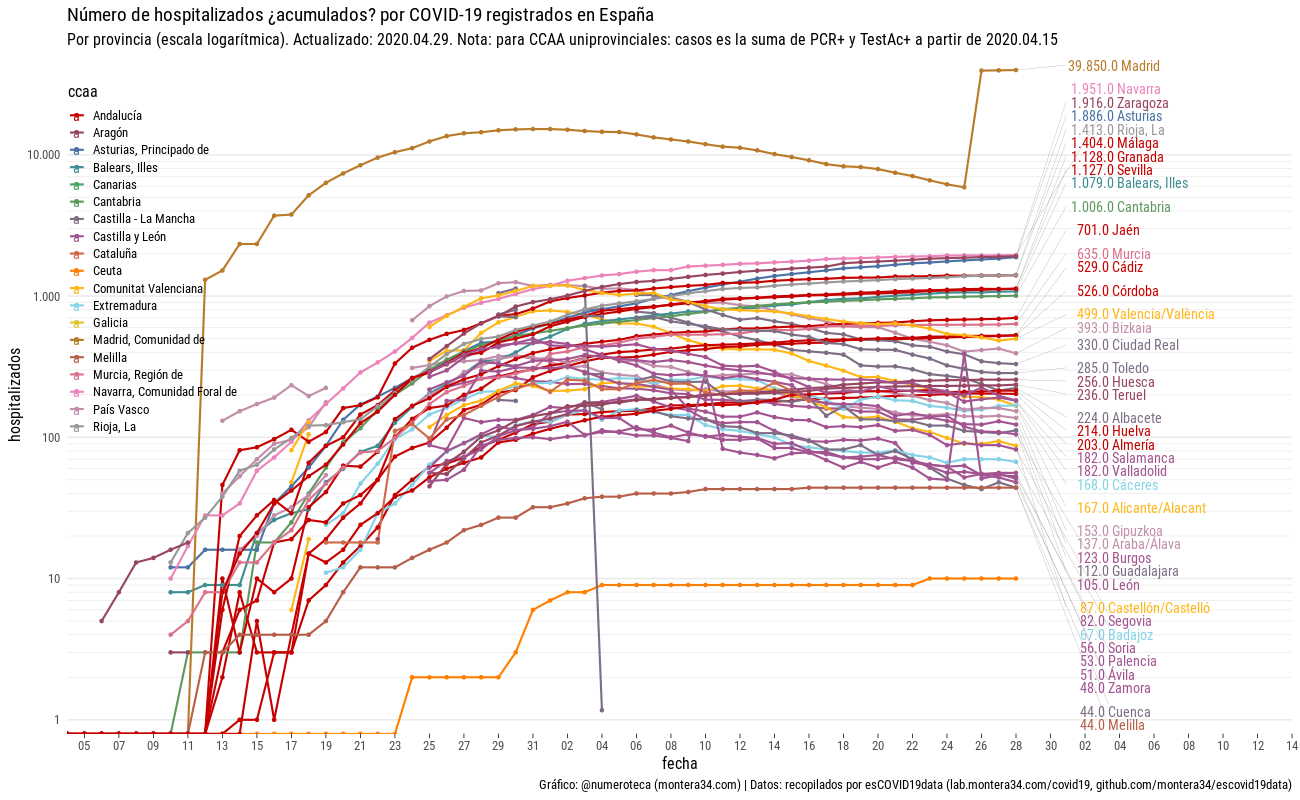 Número de hospitalizados ¿acumulados? por COVID-19 registrados en España
Por provincia (escala logarítmica). Actualizado: 2020.04.29. Nota: para CCAA uniprovinciales: casos es la suma de PCR+ y TestAc+ a partir de 2020.04.15
ccaa
Andalucía
Aragón
Asturias, Principado de
Balears, Illes
Canarias
Cantabria
Castilla - La Mancha
Castilla y León
Cataluña
Ceuta
Comunitat Valenciana
Extremadura
Galicia
Madrid, Comunidad de
Melilla
Murcia, Región de
Navarra, Comunidad Foral de
País Vasco
Rioja, La
hospitalizados
10.000
1.000
100
10
1
39.850.0 Madrid
1.951.0 Navarra
1.916.0 Zaragoza
1.886.0 Asturias
1.413.0 Rioja, La
1.404.0 Málaga
1.128.0 Granada
1.127.0 Sevilla
1.079.0 Balears, Illes
1.006.0 Cantabria
701.0 Jaén
635.0 Murcia
529.0 Cádiz
526.0 Córdoba
499.0 Valencia/València
393.0 Bizkaia
330.0 Ciudad Real
285.0 Toledo
256.0 Huesca
236.0 Teruel
224.0 Albacete
214.0 Huelva
203.0 Almería
182.0 Salamanca
182.0 Valladolid
168.0 Cáceres
167.0 Alicante/Alacant
153.0 Gipuzkoa
137.0 Araba/Álava
123.0 Burgos
112.0 Guadalajara
105.0 León
87.0 Castellón/Castelló
82.0 Segovia
67.0 Badajoz
56.0 Soria
53.0 Palencia
51.0 Ávila
48.0 Zamora
44.0 Cuenca
44.0 Melilla
05 07 09 11 13 15 17 19 21 23 25 27 29 31 02 04 06 08 10 12 14 16 18 20 22 24 26 28 30 02 04 06 08 10 12 14
fecha
Gráfico: @numeroteca (montera34.com) | Datos: recopilados por esCOVID19data (lab.montera34.com/covid19, github.com/montera34/escovid19data)